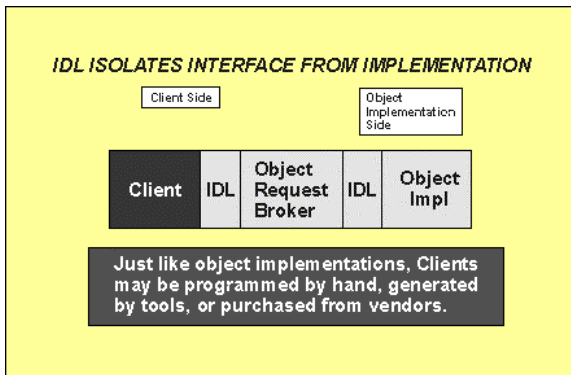 IDL ISOLATES INTERFACE FROM IMPLEMENTATION
Client Side
Object
Implementation
Side
Client
IDL
Object
Request
Broker
IDL
Object
Impl
Just like object implementations, Clients
may be programmed by hand, generated
by tools, or purchased from vendors.